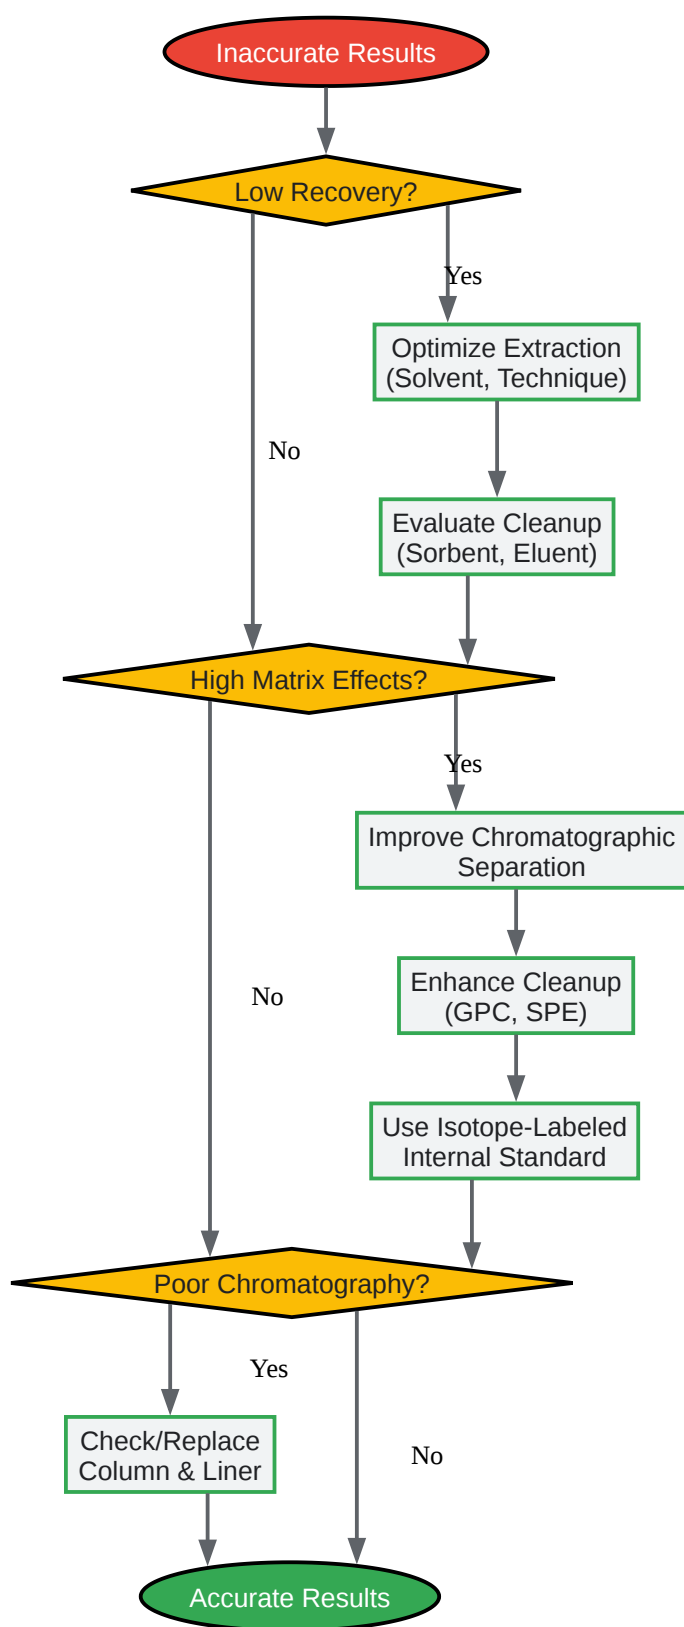 Inaccurate Results
Low Recovery?
Yes
Optimize Extraction
(Solvent, Technique)
No
Evaluate Cleanup
(Sorbent, Eluent)
High Matrix Effects?
Yes
Improve Chromatographic
Separation
Enhance Cleanup
(GPC, SPE)
No
Use Isotope-Labeled
Internal Standard
Poor Chromatography?
Yes
Check/Replace
Column & Liner
No
Accurate Results